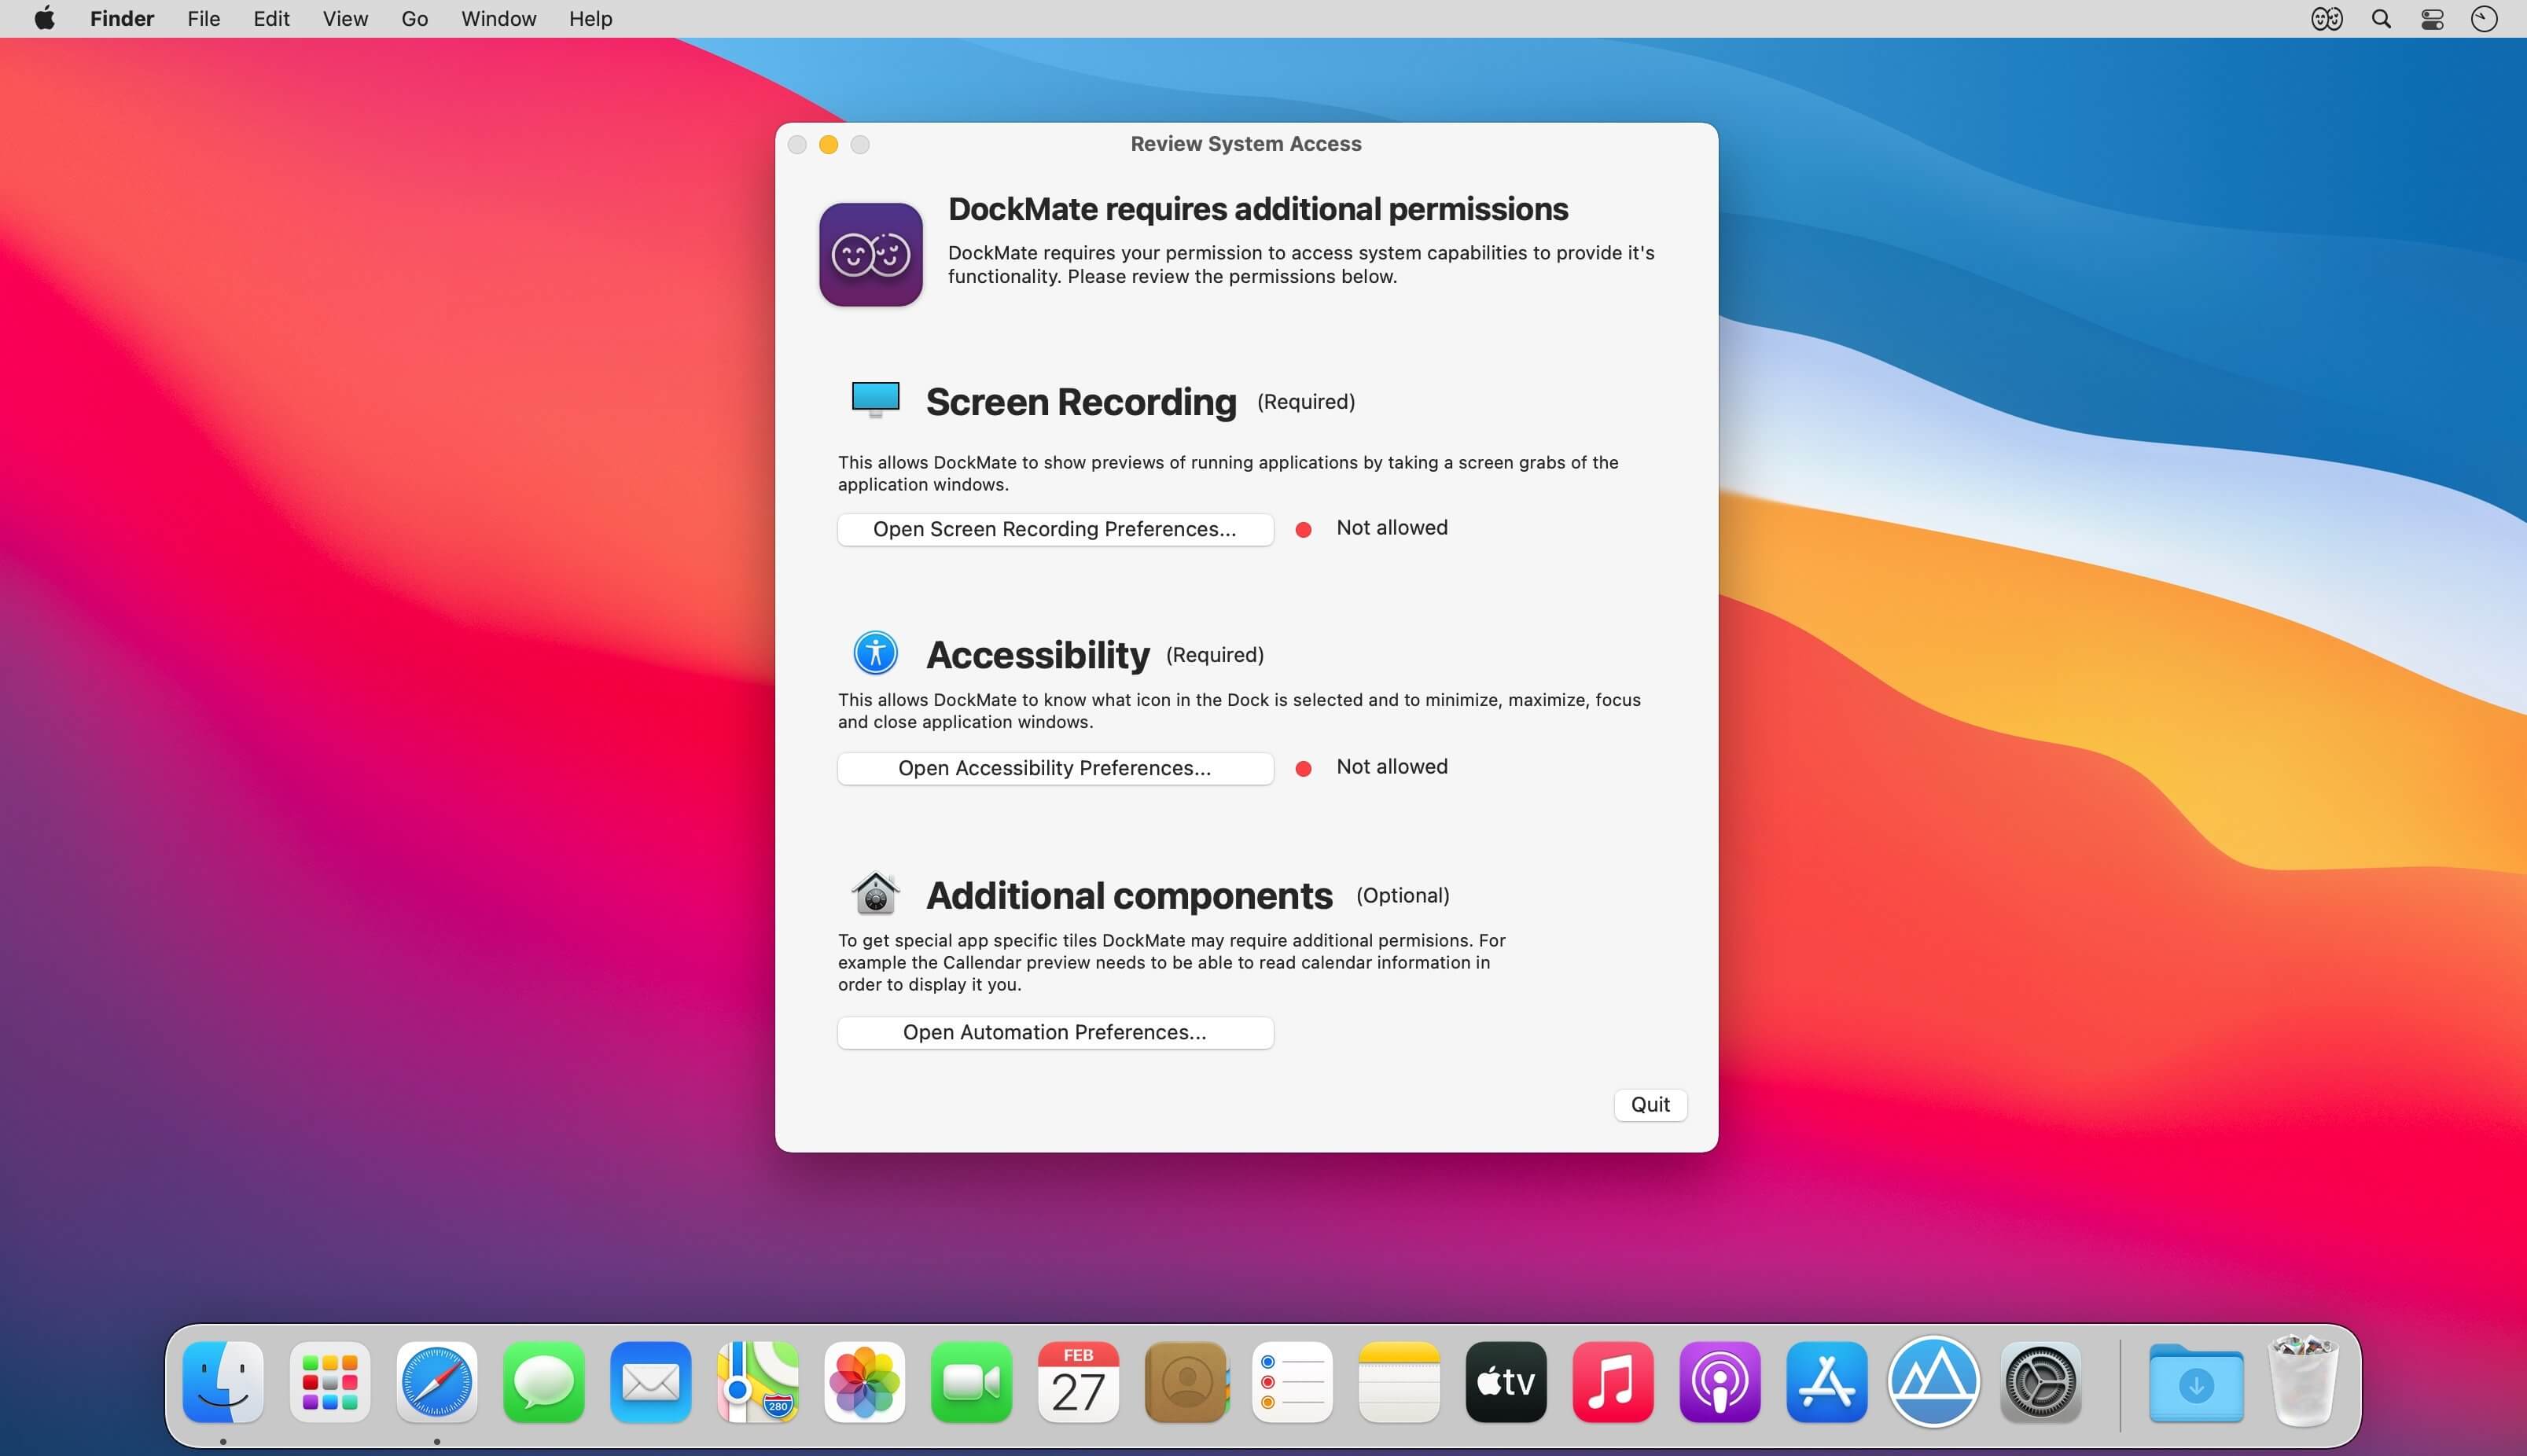 Finder File Edit View Go Window Help
Review System Access
DockMate requires additional permissions
DockMate requires your permission to access system capabilities to provide it's
functionality. Please review the permissions below.
Screen Recording (Required)
This allows DockMate to show previews of running applications by taking a screen grabs of the
application windows.
Open Screen Recording Preferences... Not allowed
Accessibility (Required)
This allows DockMate to know what icon in the Dock is selected and to minimize, maximize, focus
and close application windows.
Open Accessibility Preferences... Not allowed
Additional components (Optional)
To get special app specific tiles DockMate may require additional permisions. For
example the Callendar preview needs to be able to read calendar information in
order to display it you.
Open Automation Preferences...
Quit
FEB
27
280
tv